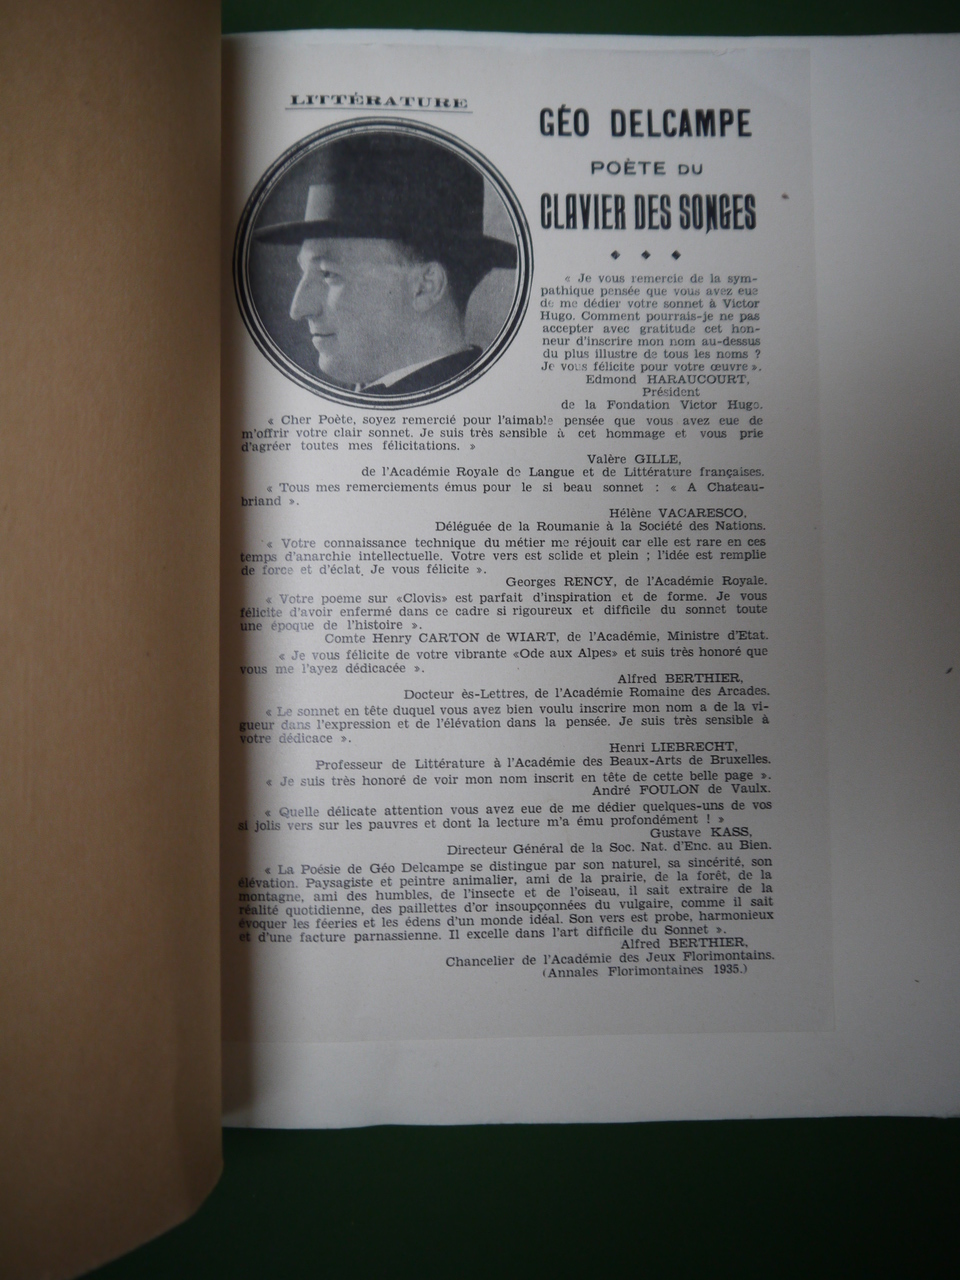 LITTÉRATURE
GÉO DELCAMPE
POÈTE DU
CLAVIER DES SONGES
« Je vous remercie de la sym-
pathique pensée que vous avez eue
de me dédier votre sonnet à Victor
Hugo. Comment pourrais-je ne pas
accepter avec gratitude cet hon-
neur d'inscrire mon nom au-dessus
du plus illustre de tous les noms ?
Je vous félicite pour votre œuvre ».
Edmond HARAUCOURT,
Président
de la Fondation Victor Hugo.
« Cher Poète, soyez remercié pour l'aimable pensée que vous avez eue de
m'offrir votre clair sonnet. Je suis très sensible à cet hommage et vous prie
d'agréer toutes mes félicitations. »
Valère GILLE,
de l'Académie Royale de Langue et de Littérature françaises.
« Tous mes remerciements émus pour le si beau sonnet : « A Chateau-
briand ».
Hélène VACARESCO,
Déléguée de la Roumanie à la Société des Nations.
« Votre connaissance technique du métier me réjouit car elle est rare en ces
temps d'anarchie intellectuelle. Votre vers est solide et plein ; l'idée est remplie
de force et d'éclat. Je vous félicite ».
Georges RENCY, de l'Académie Royale.
« Votre poeme sur «Clovis» est parfait d'inspiration et de forme. Je vous
félicite d'avoir enfermé dans ce cadre si rigoureux et difficile du sonnet toute
une époque de l'histoire ».
Comte Henry CARTON de WIART, de l'Académie, Ministre d'Etat.
« Je vous félicite de votre vibrante «Ode aux Alpes» et suis très honoré que
vous me l'ayez dédicacée ».
Alfred BERTHIER,
Docteur ès-Lettres, de l'Académie Romaine des Arcades.
« Le sonnet en tête duquel vous avez bien voulu inscrire mon nom a de la vi-
gueur dans l'expression et de l'élévation dans la pensée. Je suis très sensible à
votre dédicace ».
Henri LIEBRECHT,
Professeur de Littérature à l'Académie des Beaux-Arts de Bruxelles.
« Je suis très honoré de voir mon nom inscrit en tête de cette belle page ».
André FOULON de Vaulx.
« Quelle délicate attention vous avez eue de me dédier quelques-uns de vos
si jolis vers sur les pauvres et dont la lecture m'a ému profondément ! »
Gustave KASS,
Directeur Général de la Soc. Nat. d'Enc. au Bien.
« La Poésie de Géo Delcampe se distingue par son naturel, sa sincérité, son
élévation. Paysagiste et peintre animalier, ami de la prairie, de la forêt, de la
montagne, ami des humbles, de l'insecte et de l'oiseau, il sait extraire de la
réalité quotidienne, des paillettes d'or insoupçonnées du vulgaire, comme il sait
évoquer les féeries et les édens d'un monde idéal. Son vers est probe, harmonieux
et d'une facture parnassienne. Il excelle dans l'art difficile du Sonnet ».
Alfred BERTHIER,
Chancelier de l'Académie des Jeux Florimontains.
(Annales Florimontaines 1935.)